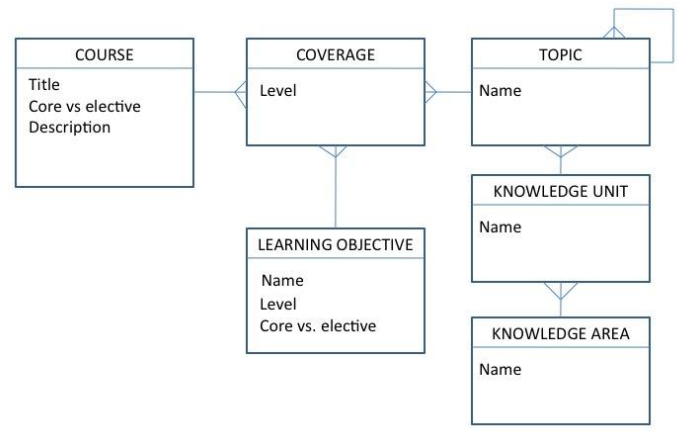 COURSE
Title
Core vs elective
Description
COVERAGE
Level
TOPIC
Name
LEARNING OBJECTIVE
Name
Level
Core vs. elective
KNOWLEDGE UNIT
Name
KNOWLEDGE AREA
Name